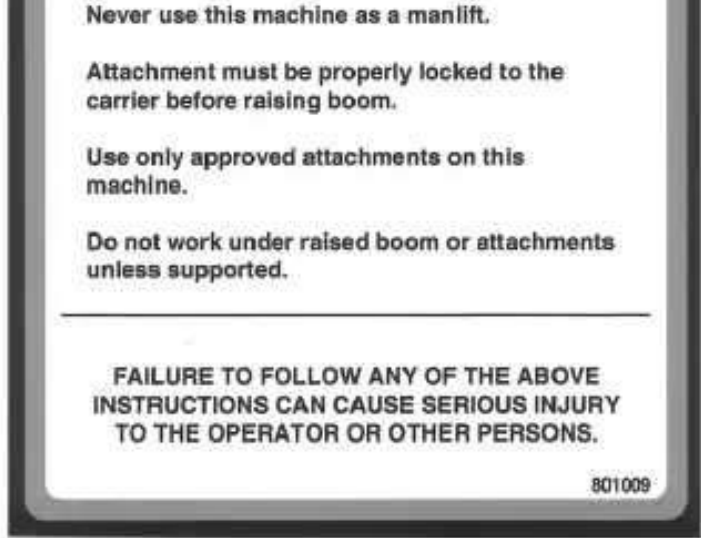 Never use this machine as a manlift.
Attachment must be properly locked to the
carrier before raising boom.
Use only approved attachments on this
machine.
Do not work under raised boom or attachments
unless supported.
FAILURE TO FOLLOW ANY OF THE ABOVE
INSTRUCTIONS CAN CAUSE SERIOUS INJURY
TO THE OPERATOR OR OTHER PERSONS.
801009